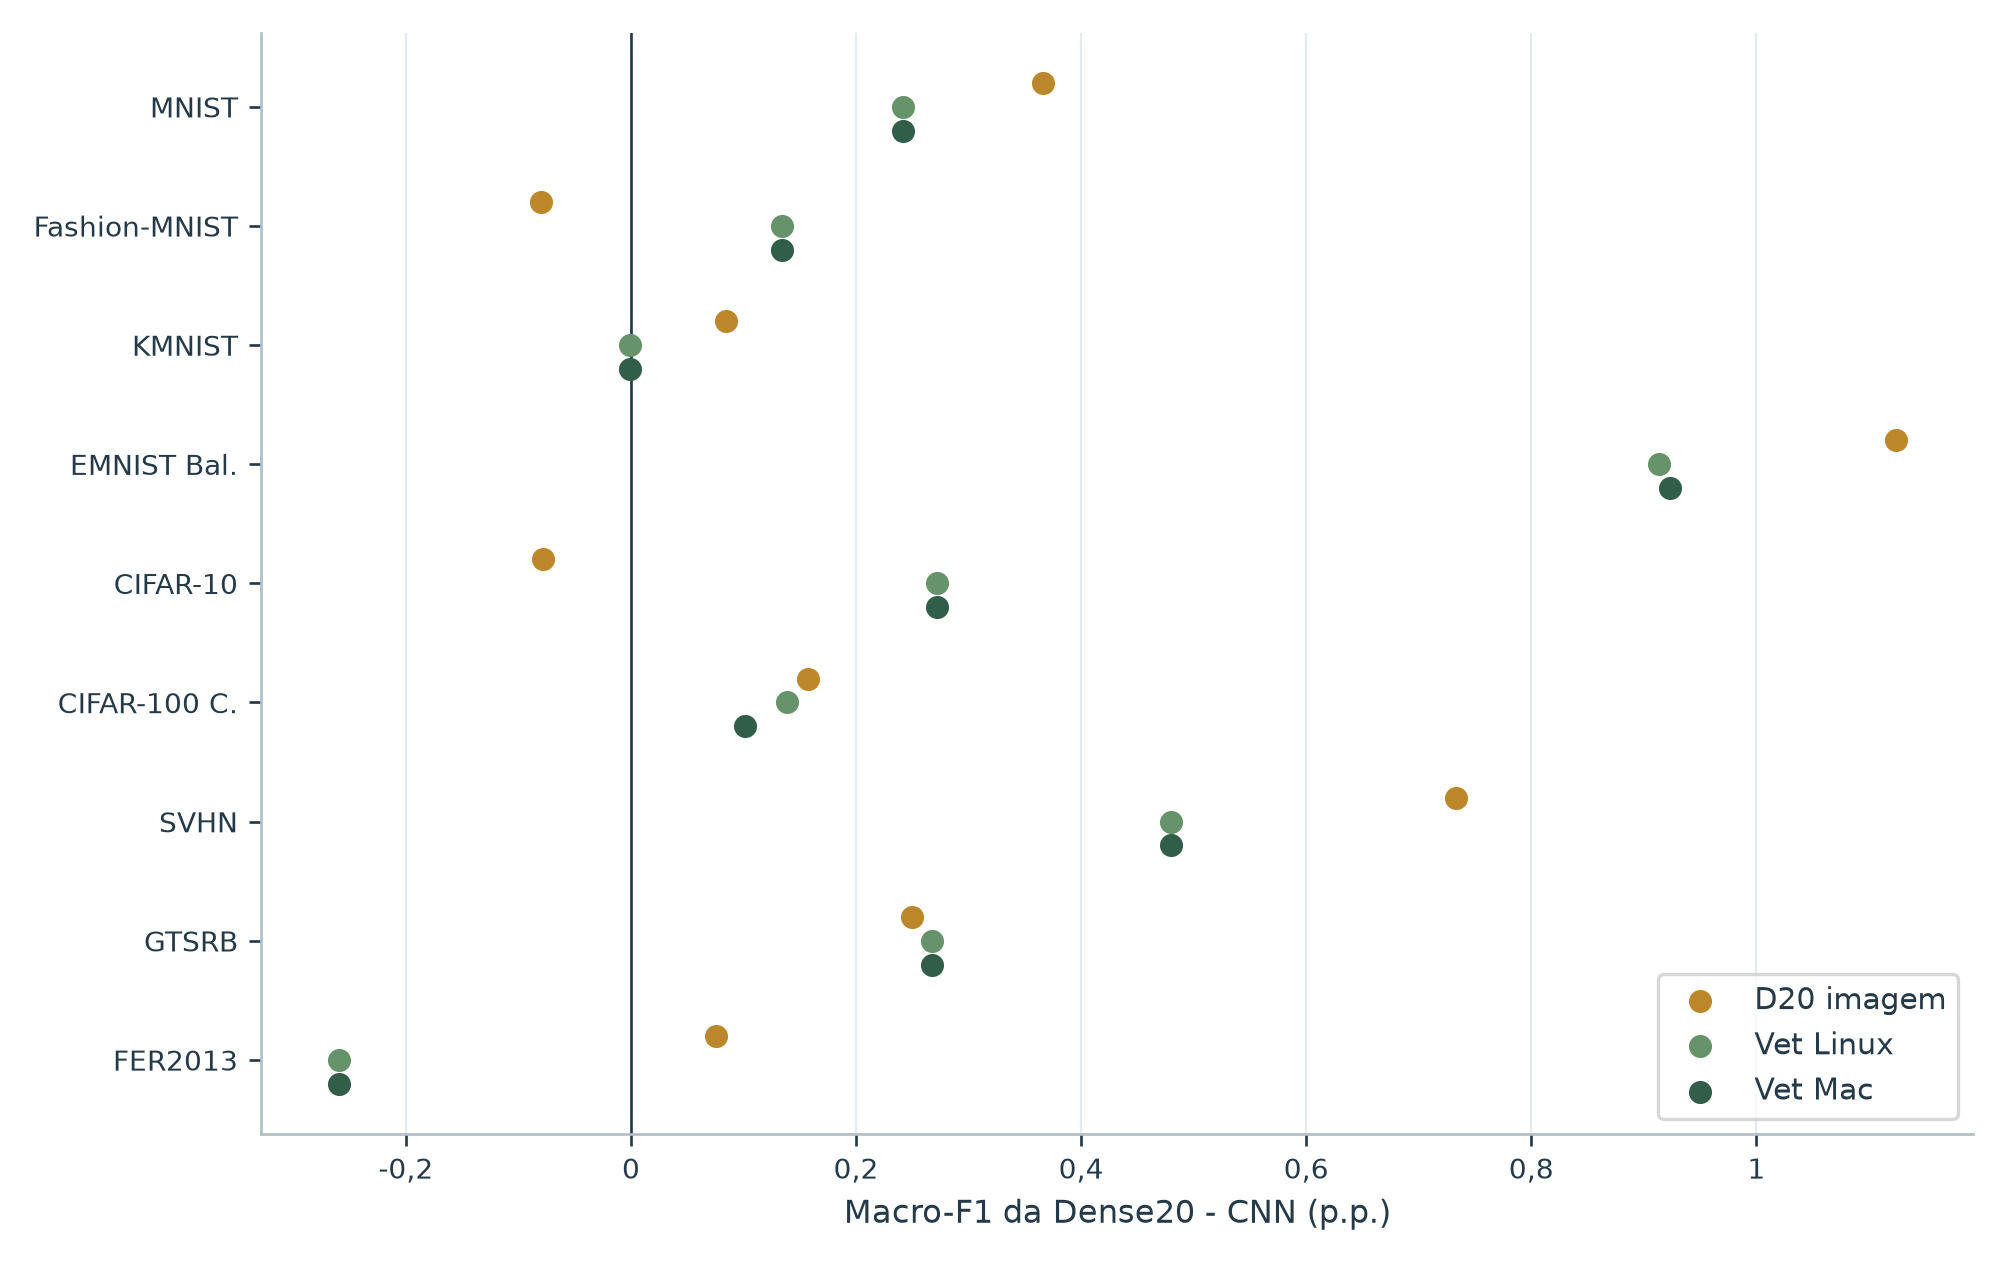 MNIST
Fashion-MNIST
KMNIST
EMNIST Bal.
CIFAR-10
CIFAR-100 C.
SVHN
GTSRB
FER2013
D20 imagem
Vet Linux
Vet Mac
-0,2 0 0,2 0,4 0,6 0,8 1
Macro-F1 da Dense20 - CNN (p.p.)